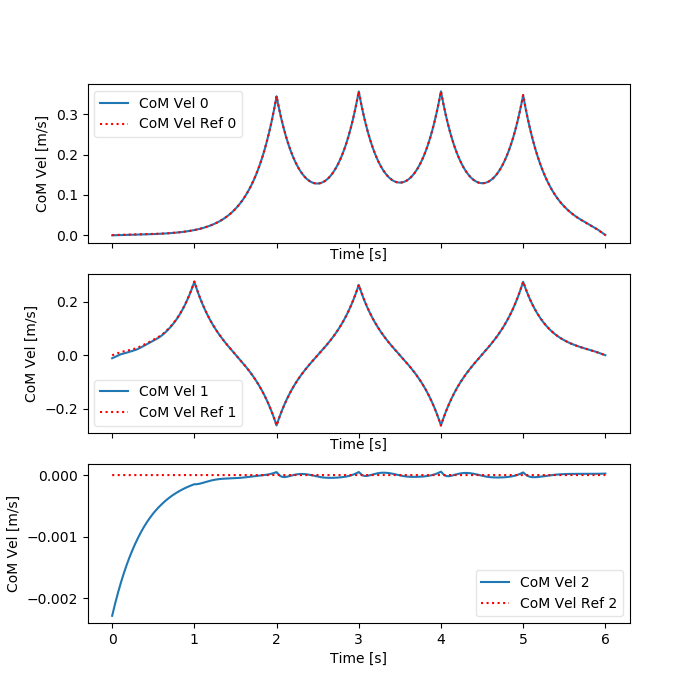 CoM Vel [m/s]
0.3
0.2
0.1
0.0
CoM Vel 0
CoM Vel Ref 0
Time [s]
CoM Vel [m/s]
0.2
0.0
−0.2
CoM Vel 1
CoM Vel Ref 1
Time [s]
CoM Vel [m/s]
0.000
−0.001
−0.002
CoM Vel 2
CoM Vel Ref 2
0 1 2 3 4 5 6
Time [s]